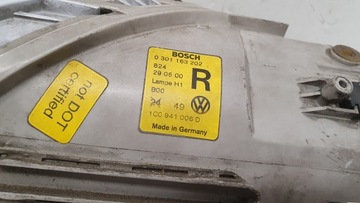 BOSCH
0 301 163 202
824
29 05 00
R
Lampe H1
B00
24 49
1C0 941 006 D
Made in Germany
not DOT
certified